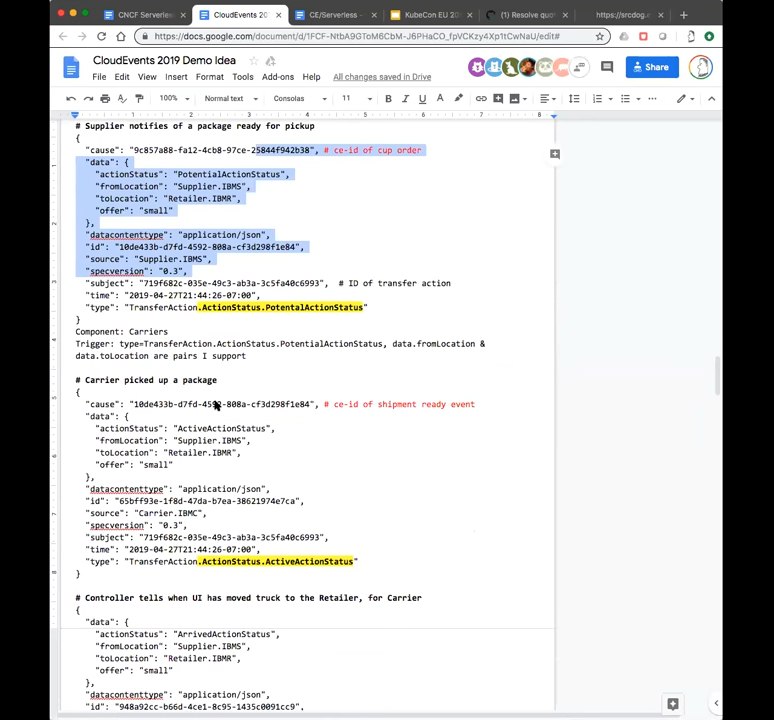 CNCF Serverless
CloudEvents 20
CE/Serverless -
KubeCon EU 20
(1) Resolve quo
https://srcdog.e
https://docs.google.com/document/d/1FCF-NtbA9GToM6CbM-J6PHaCO_fpVCKzy4Xp1tCwNaU/edit#
CloudEvents 2019 Demo Idea
File Edit View Insert Format Tools Add-ons Help All changes saved in Drive
Share
100% Normal text Consolas 11
1 2 3 4 5 6 7 8
# Supplier notifies of a package ready for pickup
{
"cause": "9c857a88-fa12-4cb8-97ce-25844f942b38", # ce-id of cup order
"data": {
"actionStatus": "PotentialActionStatus",
"fromLocation": "Supplier.IBMS",
"toLocation": "Retailer.IBMR",
"offer": "small"
},
"datacontenttype": "application/json",
"id": "10de433b-d7fd-4592-808a-cf3d298f1e84",
"source": "Supplier.IBMS",
"specversion": "0.3",
"subject": "719f682c-035e-49c3-ab3a-3c5fa40c6993", # ID of transfer action
"time": "2019-04-27T21:44:26-07:00",
"type": "TransferAction.ActionStatus.PotentalActionStatus"
}
Component: Carriers
Trigger: type=TransferAction.ActionStatus.PotentialActionStatus, data.fromLocation &
data.toLocation are pairs I support
# Carrier picked up a package
{
"cause": "10de433b-d7fd-4592-808a-cf3d298f1e84", # ce-id of shipment ready event
"data": {
"actionStatus": "ActiveActionStatus",
"fromLocation": "Supplier.IBMS",
"toLocation": "Retailer.IBMR",
"offer": "small"
},
"datacontenttype": "application/json",
"id": "65bff93e-1f8d-47da-b7ea-38621974e7ca",
"source": "Carrier.IBMC",
"specversion": "0.3",
"subject": "719f682c-035e-49c3-ab3a-3c5fa40c6993",
"time": "2019-04-27T21:44:26-07:00",
"type": "TransferAction.ActionStatus.ActiveActionStatus"
}
# Controller tells when UI has moved truck to the Retailer, for Carrier
{
"data": {
"actionStatus": "ArrivedActionStatus",
"fromLocation": "Supplier.IBMS",
"toLocation": "Retailer.IBMR",
"offer": "small"
},
"datacontenttype": "application/json",
"id": "948a92cc-b66d-4ce1-8c95-1435c0091cc9",